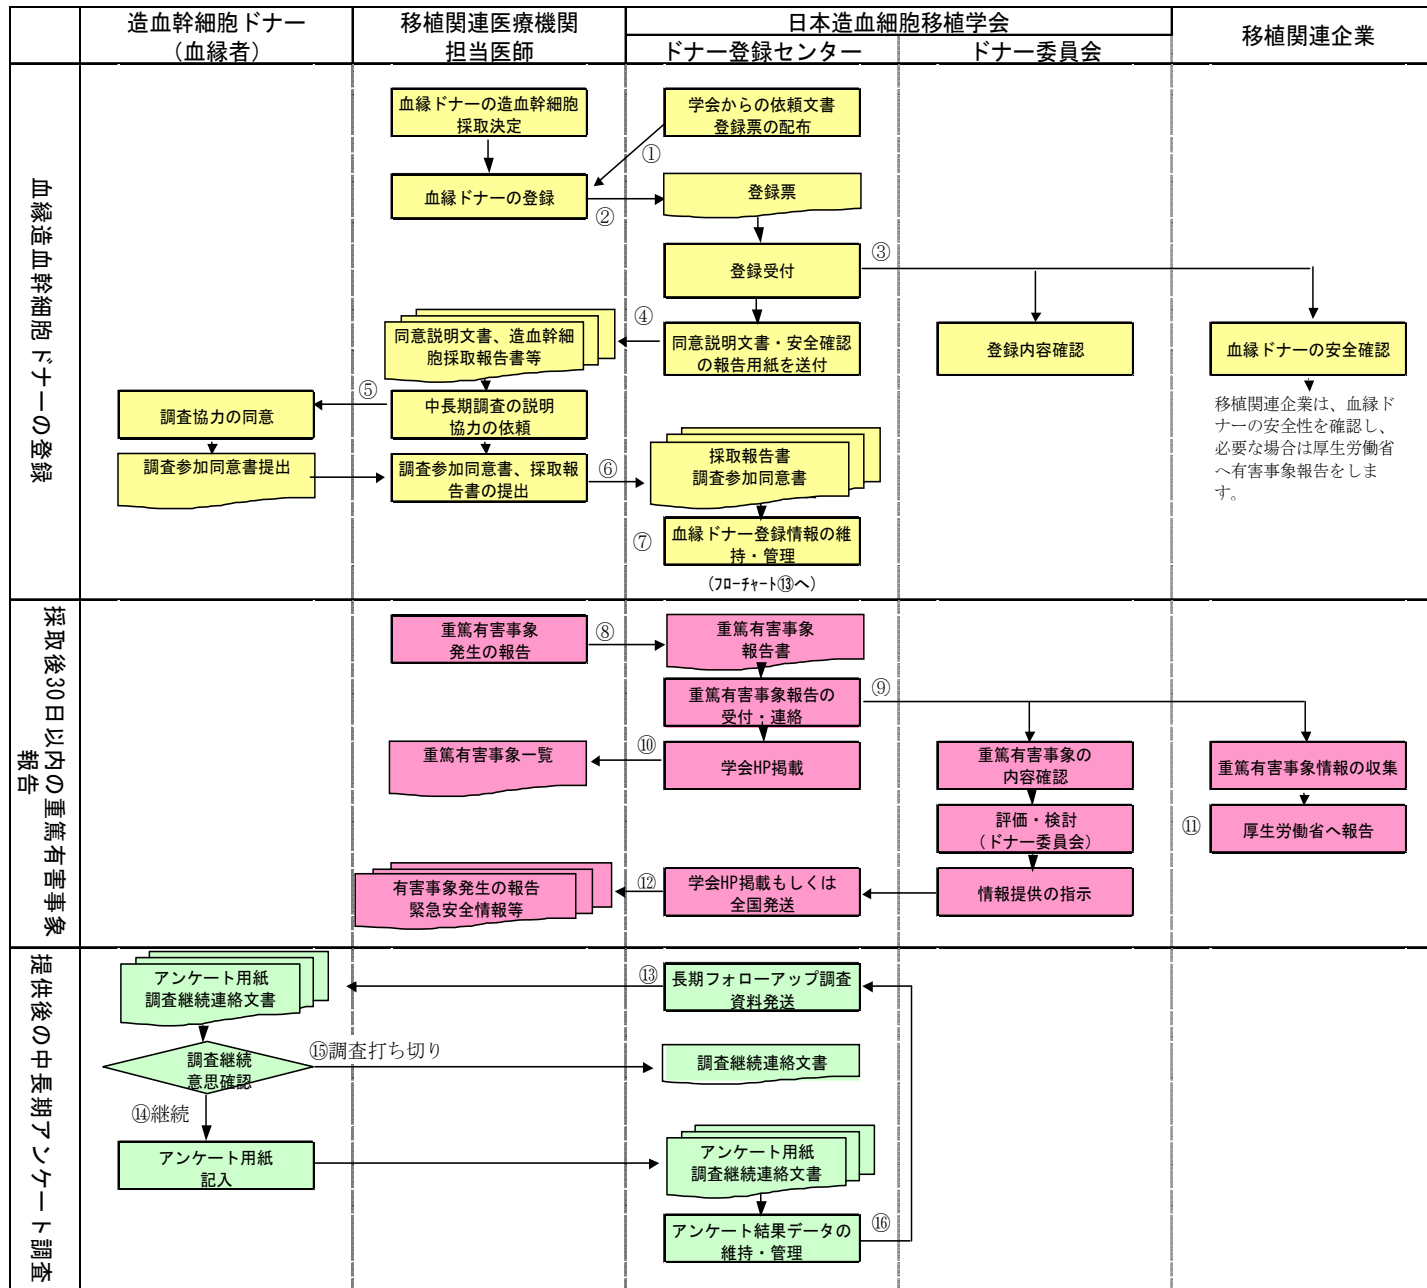 造血幹細胞ドナー
（血縁者）
移植関連医療機関
担当医師
日本造血細胞移植学会
ドナー登録センター
ドナー委員会
移植関連企業
血縁造血幹細胞ドナーの登録
血縁ドナーの造血幹細胞
採取決定
学会からの依頼文書
登録票の配布
①
血縁ドナーの登録
②
登録票
登録受付
③
同意説明文書、造血幹細
胞採取報告書等
④
同意説明文書・安全確認
の報告用紙を送付
登録内容確認
血縁ドナーの安全確認
移植関連企業は、血縁ド
ナーの安全性を確認し、
必要な場合は厚生労働省
へ有害事象報告をしま
す。
調査協力の同意
⑤
中長期調査の説明
協力の依頼
調査参加同意書提出
調査参加同意書、採取報
告書の提出
⑥
採取報告書
調査参加同意書
⑦
血縁ドナー登録情報の維
持・管理
(フローチャート⑬へ)
採取後30日以内の重篤有害事象
報告
重篤有害事象
発生の報告
⑧
重篤有害事象
報告書
重篤有害事象報告の
受付・連絡
⑨
重篤有害事象一覧
⑩
学会HP掲載
重篤有害事象の
内容確認
重篤有害事象情報の収集
評価・検討
（ドナー委員会）
⑪
厚生労働省へ報告
有害事象発生の報告
緊急安全情報等
⑫
学会HP掲載もしくは
全国発送
情報提供の指示
提供後の中長期アンケート調査
アンケート用紙
調査継続連絡文書
⑬
長期フォローアップ調査
資料発送
調査継続
意思確認
⑮調査打ち切り
調査継続連絡文書
⑭継続
アンケート用紙
記入
アンケート用紙
調査継続連絡文書
アンケート結果データの
維持・管理
⑯